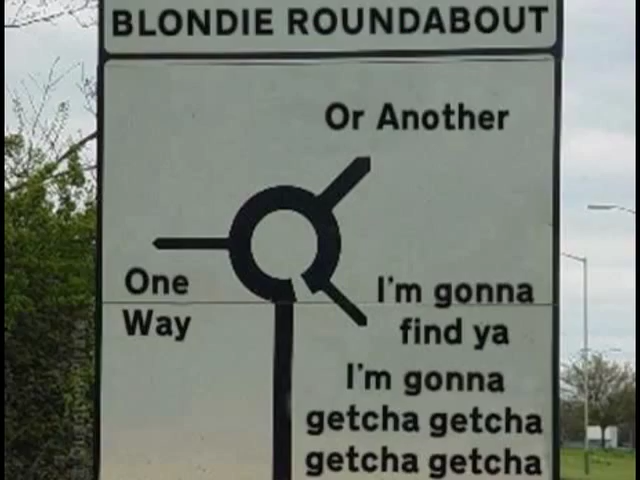 BLONDIE ROUNDABOUT
Or Another
One
Way
I'm gonna
find ya
I'm gonna
getcha getcha
getcha getcha